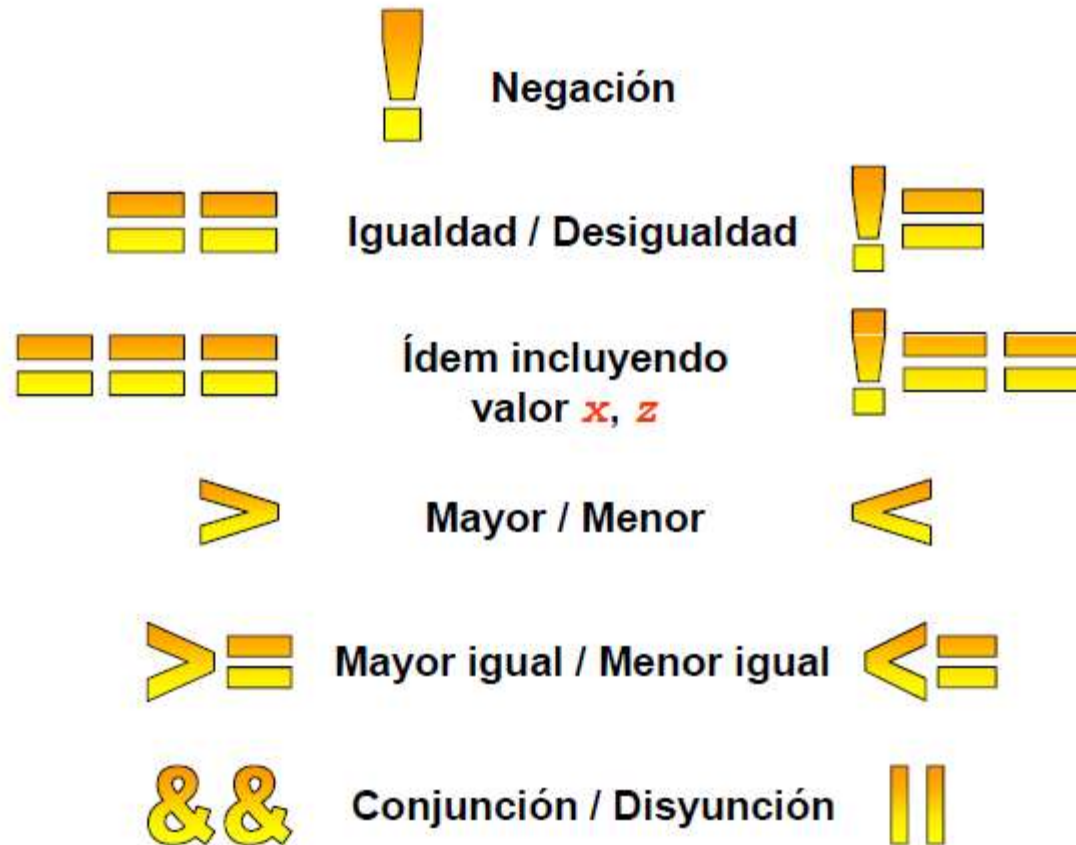 ! Negación
== Igualdad / Desigualdad !=
=== Ídem incluyendo !==
valor x, z
> Mayor / Menor <
>= Mayor igual / Menor igual <=
&& Conjunción / Disyunción ||